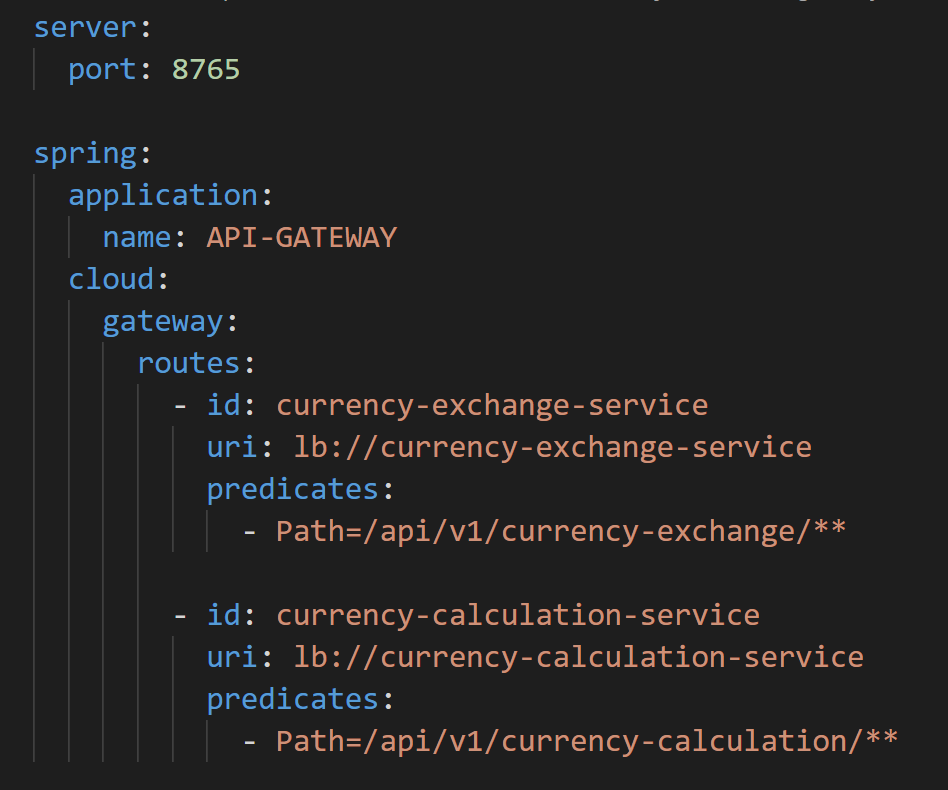 server:
  port: 8765

spring:
  application:
    name: API-GATEWAY
  cloud:
    gateway:
      routes:
        - id: currency-exchange-service
          uri: lb://currency-exchange-service
          predicates:
            - Path=/api/v1/currency-exchange/**

        - id: currency-calculation-service
          uri: lb://currency-calculation-service
          predicates:
            - Path=/api/v1/currency-calculation/**